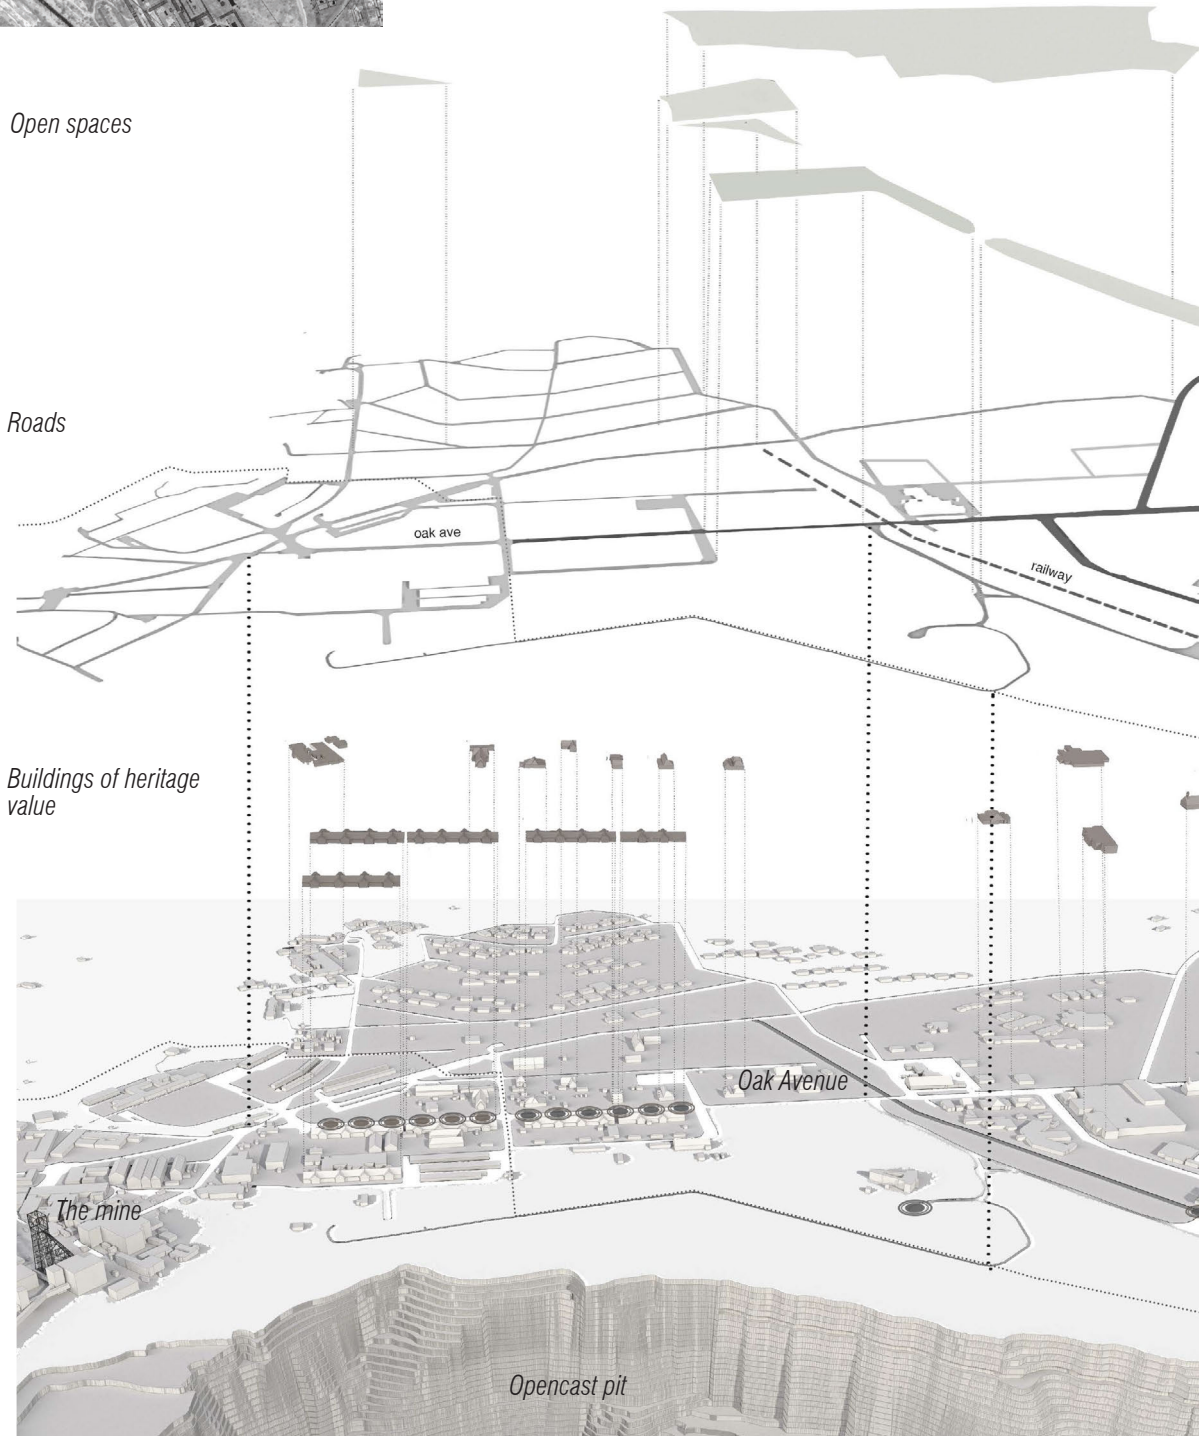 Open spaces
Roads
oak ave
railway
Buildings of heritage
value
Oak Avenue
The mine
Opencast pit